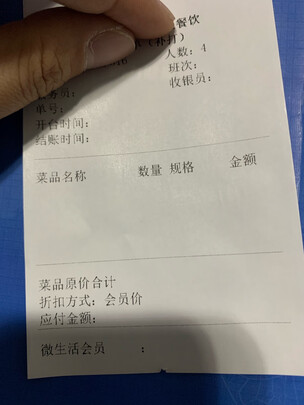 餐饮
(补打)
人数: 4
班次:
务员:
收银员:
单号:
开台时间:
结账时间:
菜品名称 数量 规格 金额
菜品原价合计
折扣方式: 会员价
应付金额:
微生活会员 :